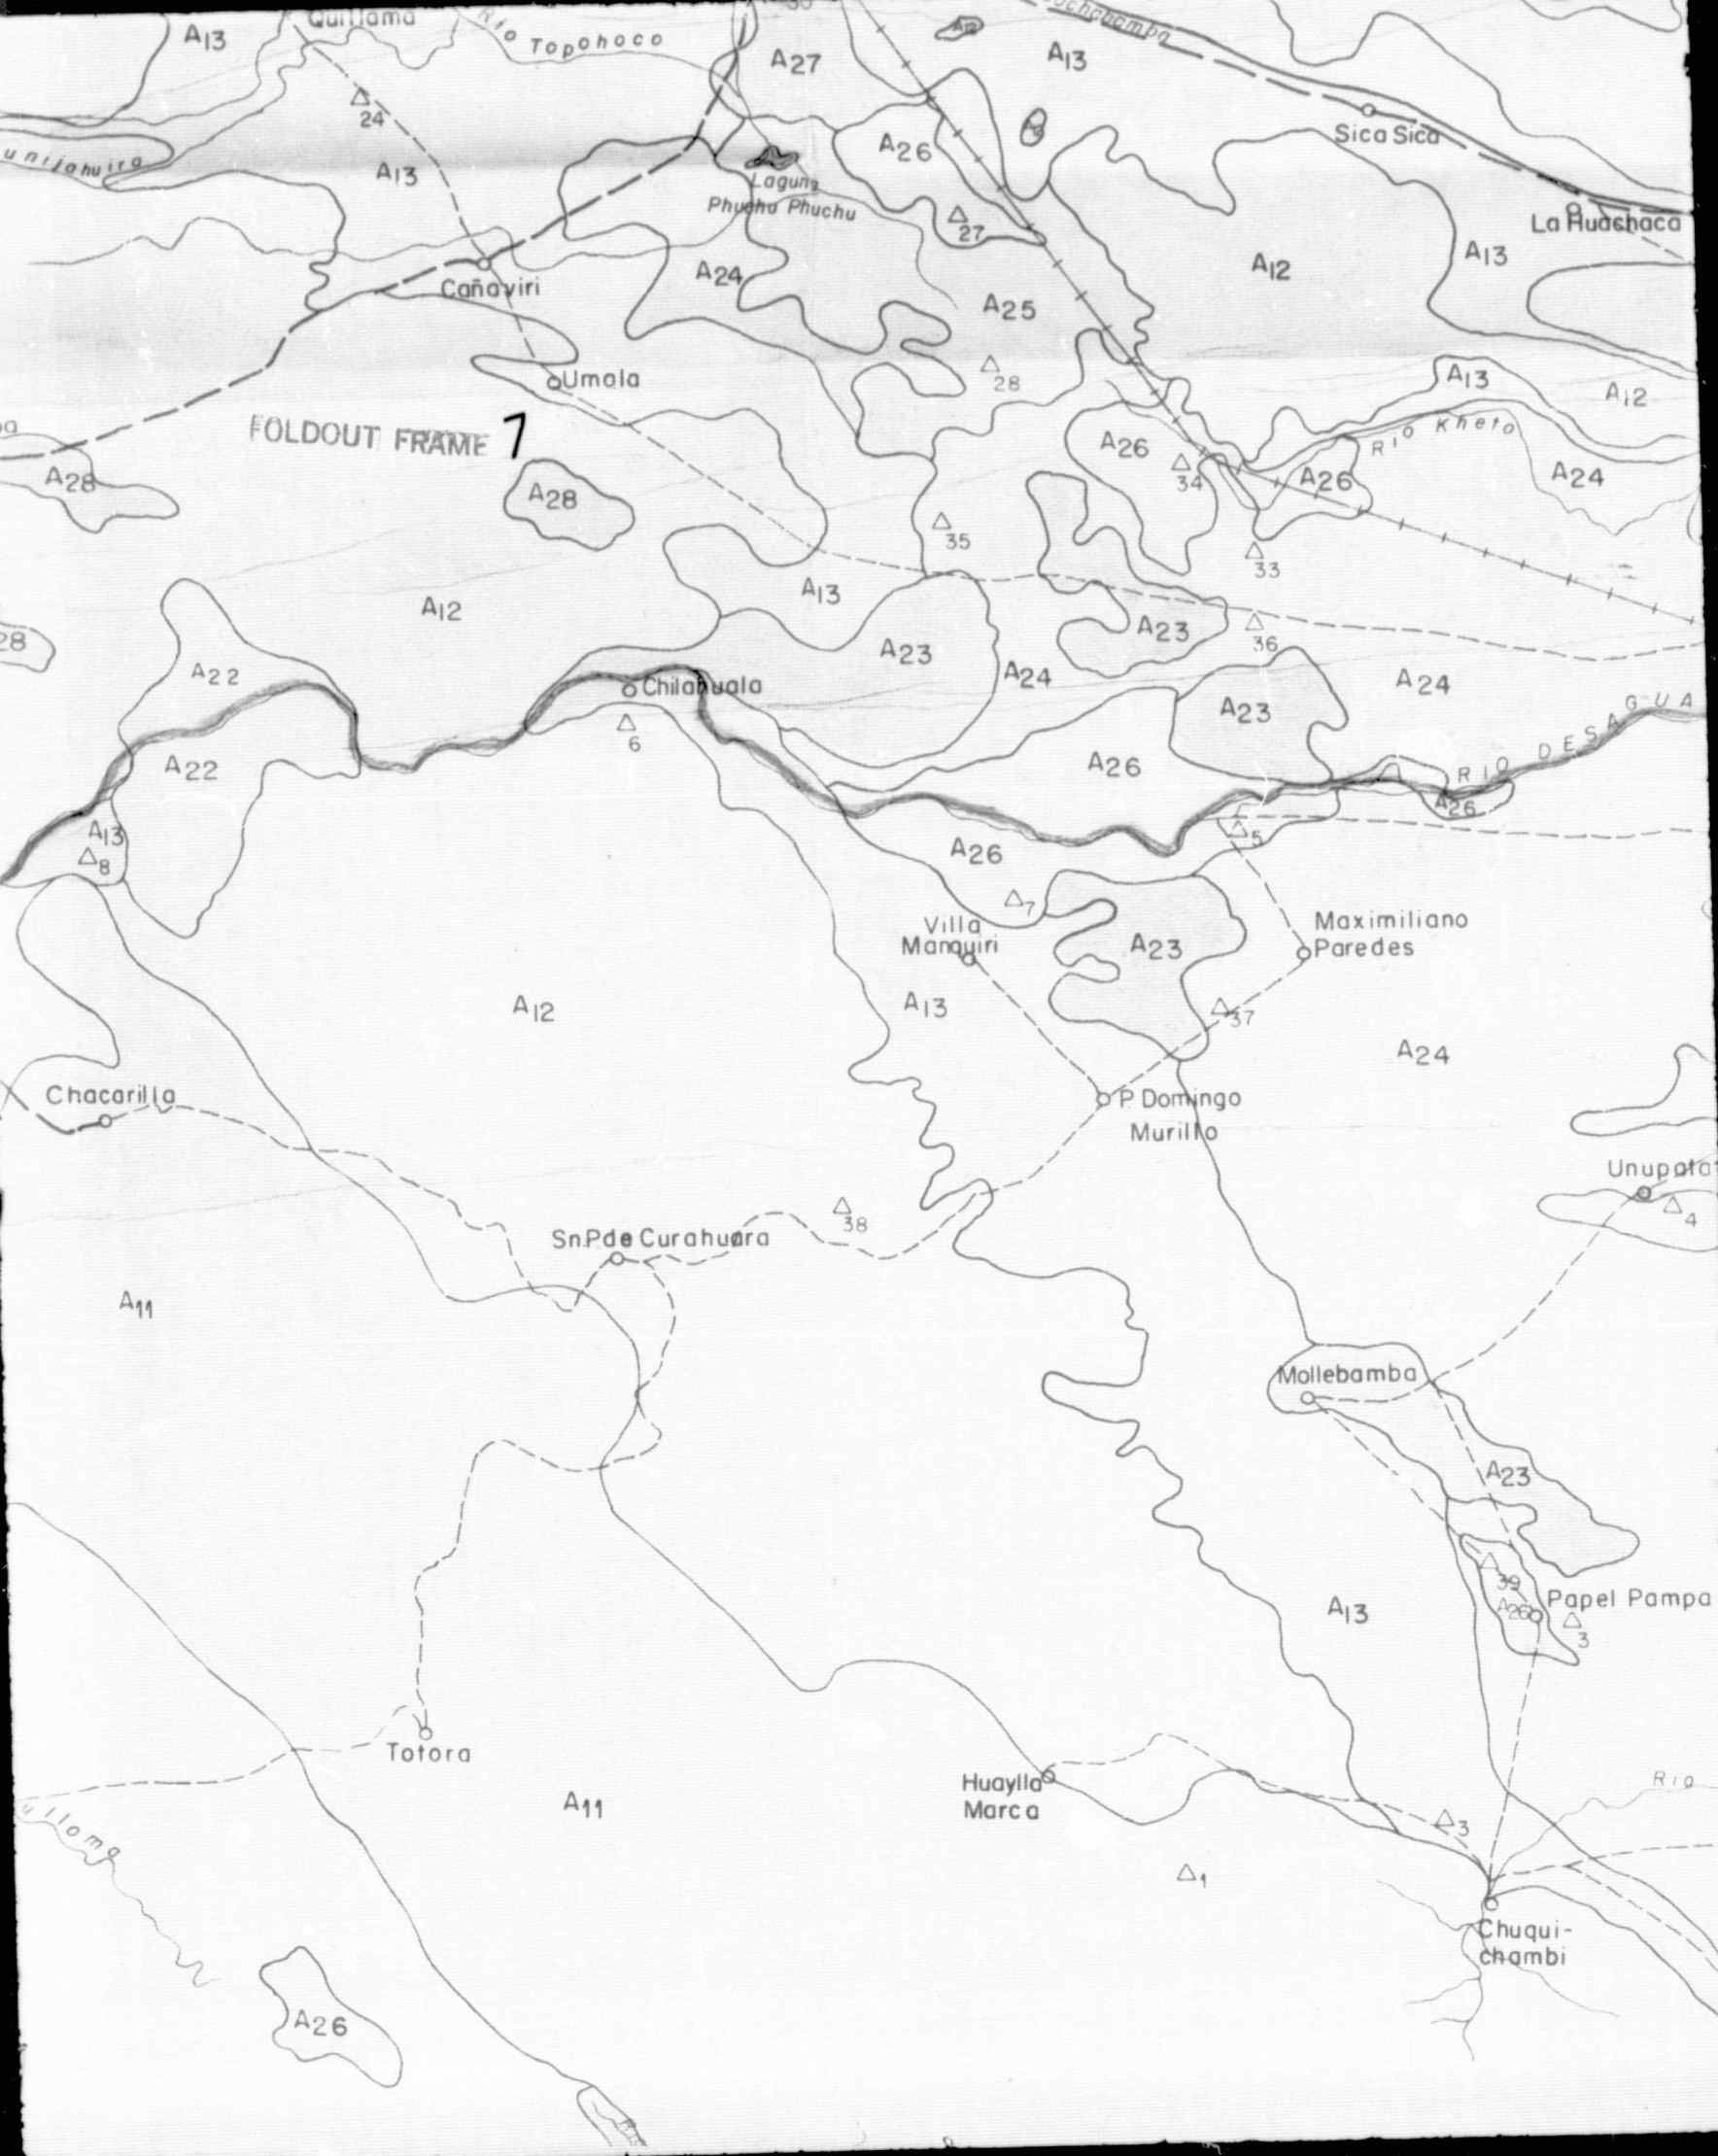 Quillama
Rio Topohoco
A13
A27
A12
A13
24
Sica Sica
A26
A13
Laguna
Phuchu Phuchu
27
La Huachaca
A24
A12
A13
Cañaviri
A25
28
Umala
A13
A12
FOLDOUT FRAME 1
A26
Rio Kheto
A28
A28
34
A26
A24
35
33
A12
A13
A23
36
28
A23
A24
A24
A22
Chilahuala
A23
RIO DESAGUA
6
A22
A26
A26
A13
5
8
A26
7
Villa
Manquiri
Maximiliano
Paredes
A23
A12
A13
37
A24
Chacarilla
P. Domingo
Murillo
Unupata
4
38
Sn.P.de Curahuara
A11
Mollebamba
A23
39
A26
Papel Pampa
3
A13
Totora
Huaylla
Marca
Rio
A11
3
1
Chuqui-
chambi
A26